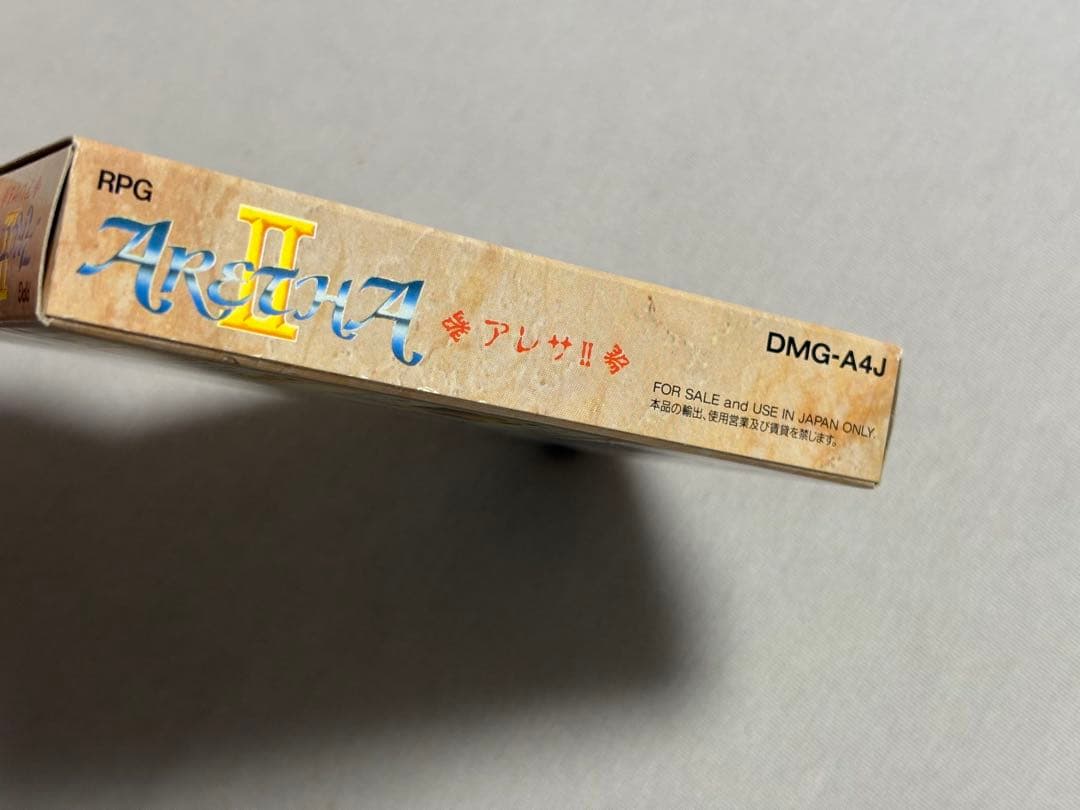 RPG
ARETHA II
アレサII
DMG-A4J
FOR SALE and USE IN JAPAN ONLY.
本品の輸出、使用営業及び賃貸を禁じます。
RPG